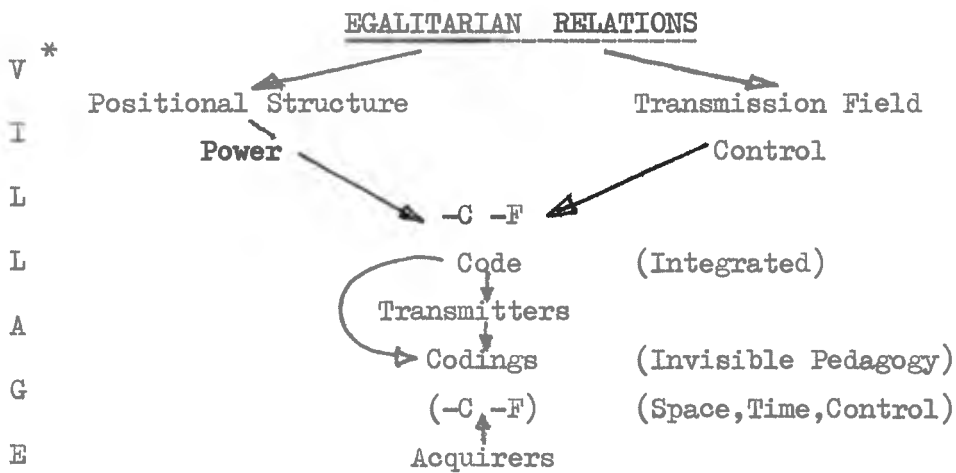 EGALITARIAN RELATIONS
*
Positional Structure Transmission Field
Power Control
-C -F
Code (Integrated)
Transmitters
Codings (Invisible Pedagogy)
(-C -F) (Space,Time,Control)
Acquirers
V
I
L
L
A
G
E